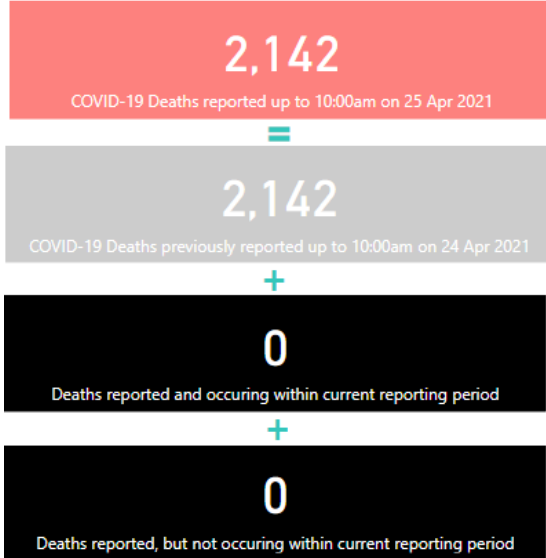 2,142
COVID-19 Deaths reported up to 10:00am on 25 Apr 2021
=
2,142
COVID-19 Deaths previously reported up to 10:00am on 24 Apr 2021
+
0
Deaths reported and occuring within current reporting period
+
0
Deaths reported, but not occuring within current reporting period